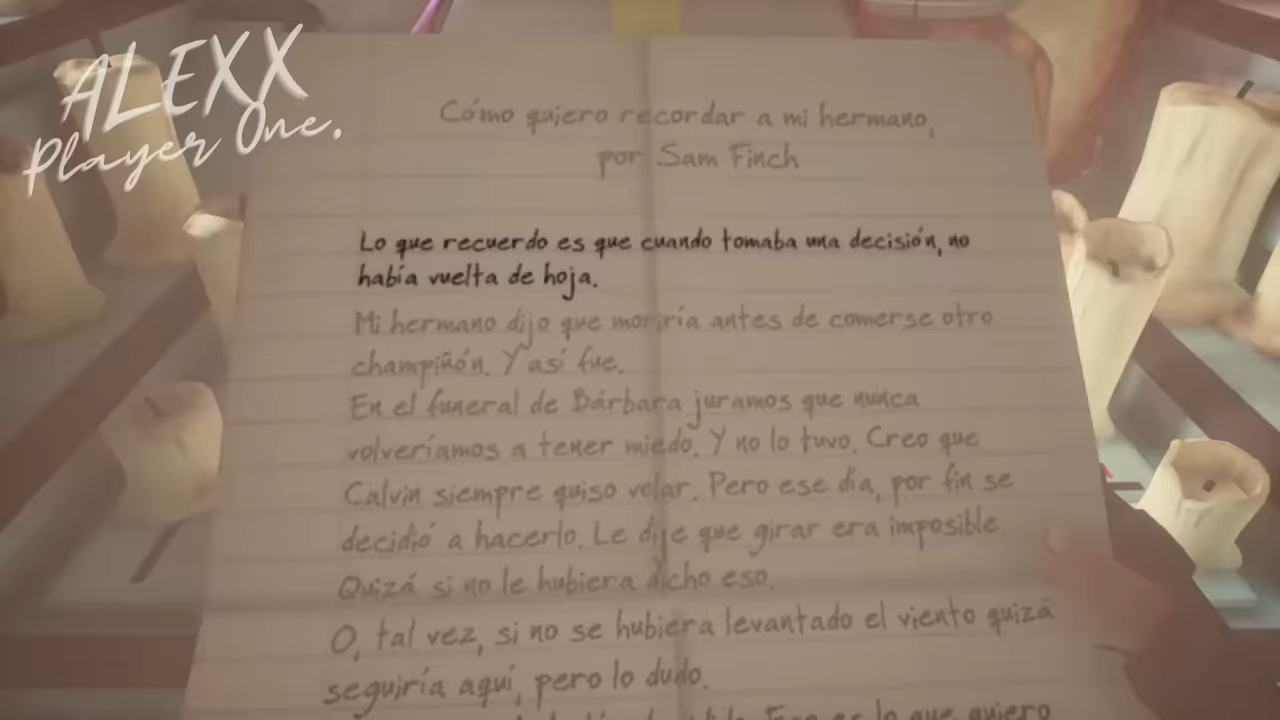 ALEXX
Player One.
Cómo quiero recordar a mi hermano,
por Sam Finch
Lo que recuerdo es que cuando tomaba una decisión, no
había vuelta de hoja.
Mi hermano dijo que moriría antes de comerse otro
champiñón. Y así fue.
En el funeral de Bárbara juramos que nunca
volveríamos a tener miedo. Y no lo tuvo. Creo que
Calvin siempre quiso volar. Pero ese día, por fin se
decidió a hacerlo. Le dije que girar era imposible.
Quizá si no le hubiera dicho eso.
O, tal vez, si no se hubiera levantado el viento quizá
seguiría aquí, pero lo dudo.
es lo que quiero